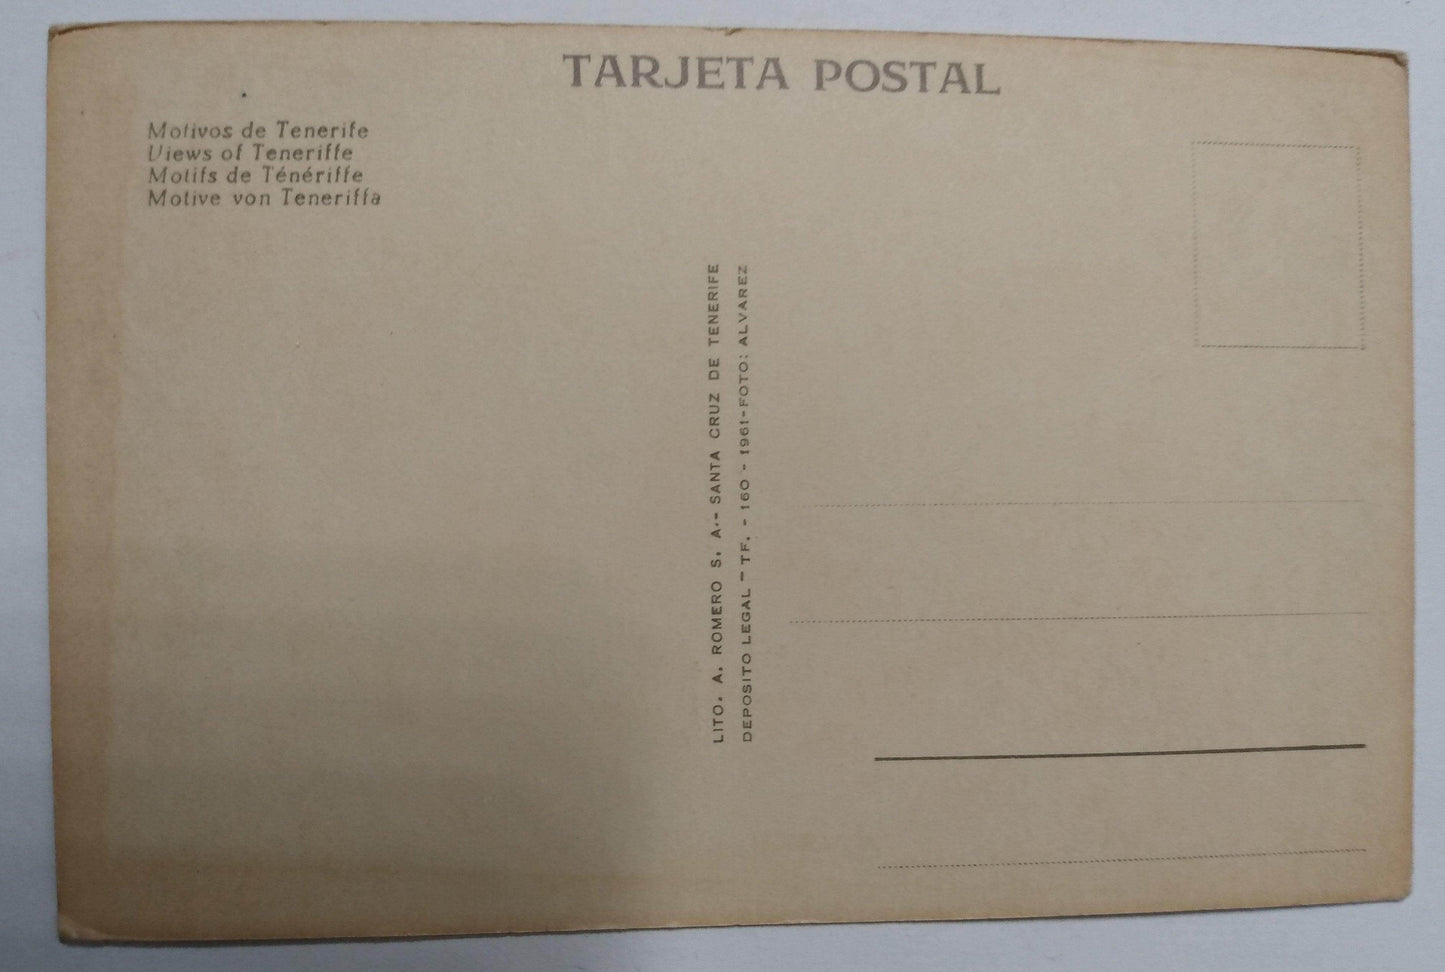 TARJETA POSTAL
Motivos de Tenerife
Views of Teneriffe
Motifs de Ténériffe
Motive von Teneriffa
LITO. A. ROMERO S. A.- SANTA CRUZ DE TENERIFE
DEPOSITO LEGAL - TF. - 160 - 1961-FOTO: ALVAREZ